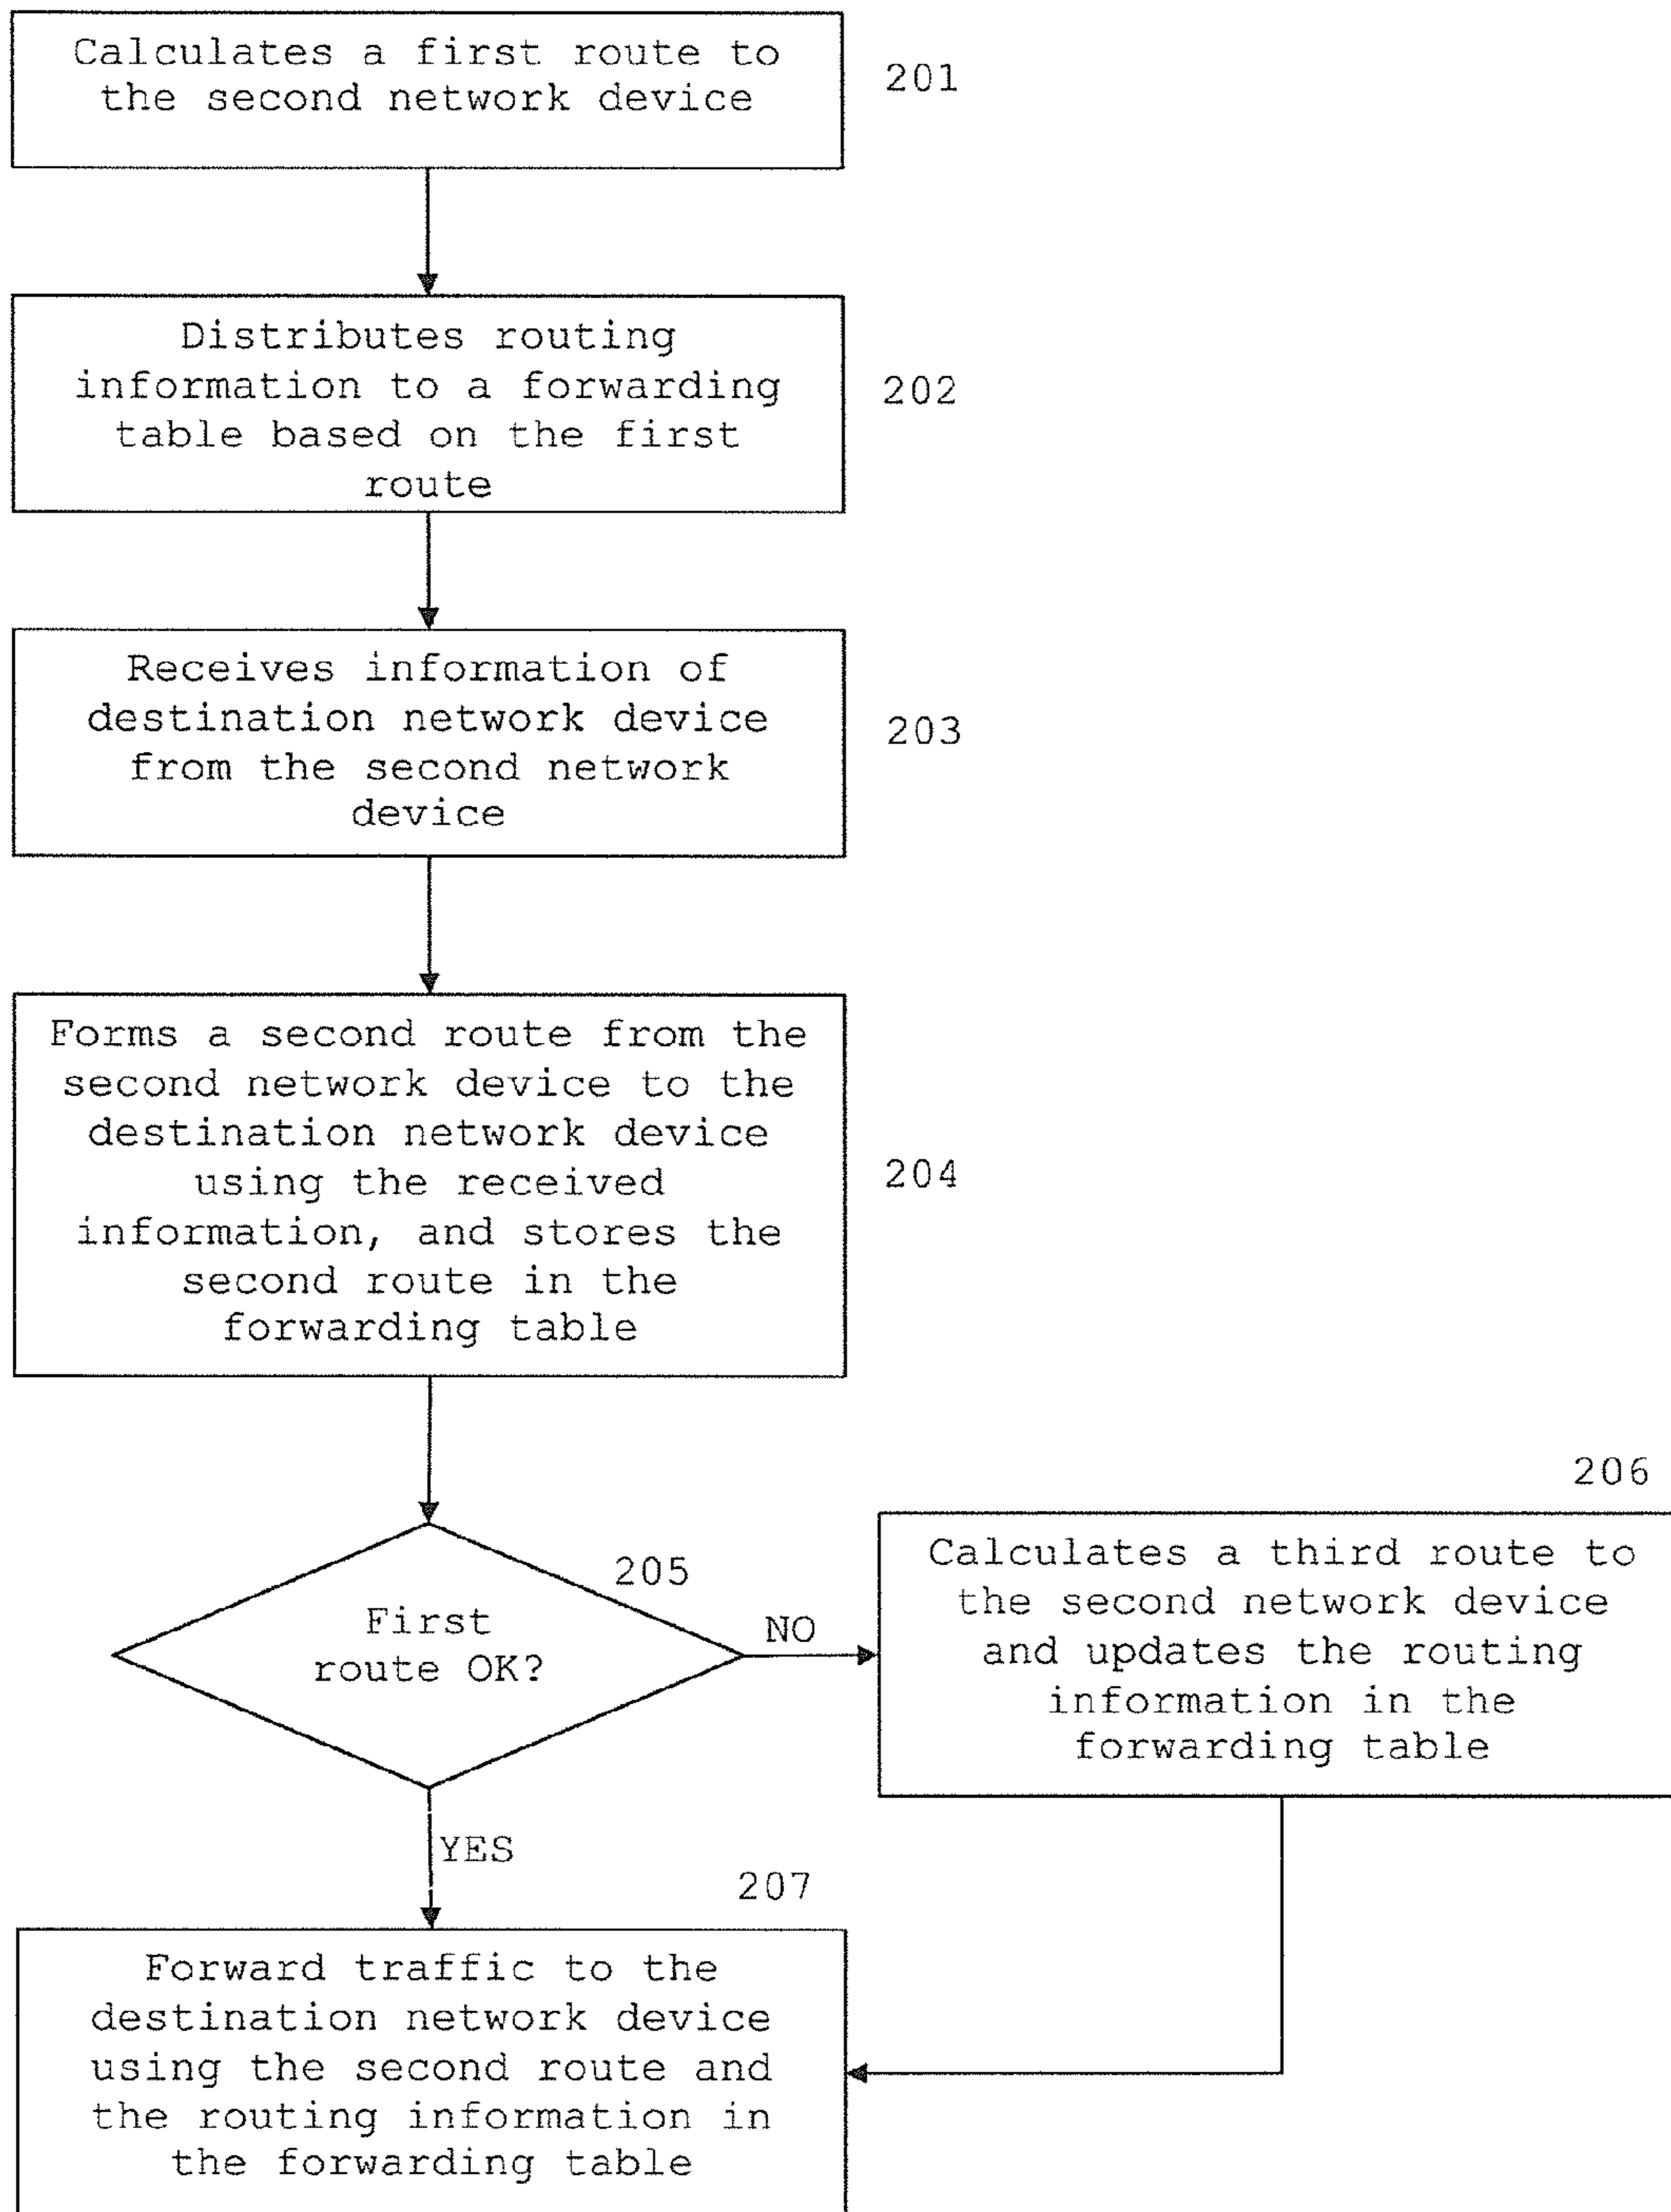 Calculates a first route to
the second network device
201
Distributes routing
information to a forwarding
table based on the first
route
202
Receives information of
destination network device
from the second network
device
203
Forms a second route from the
second network device to the
destination network device
using the received
information, and stores the
second route in the
forwarding table
204
205
First
route OK?
NO
206
Calculates a third route to
the second network device
and updates the routing
information in the
forwarding table
YES
207
Forward traffic to the
destination network device
using the second route and
the routing information in
the forwarding table